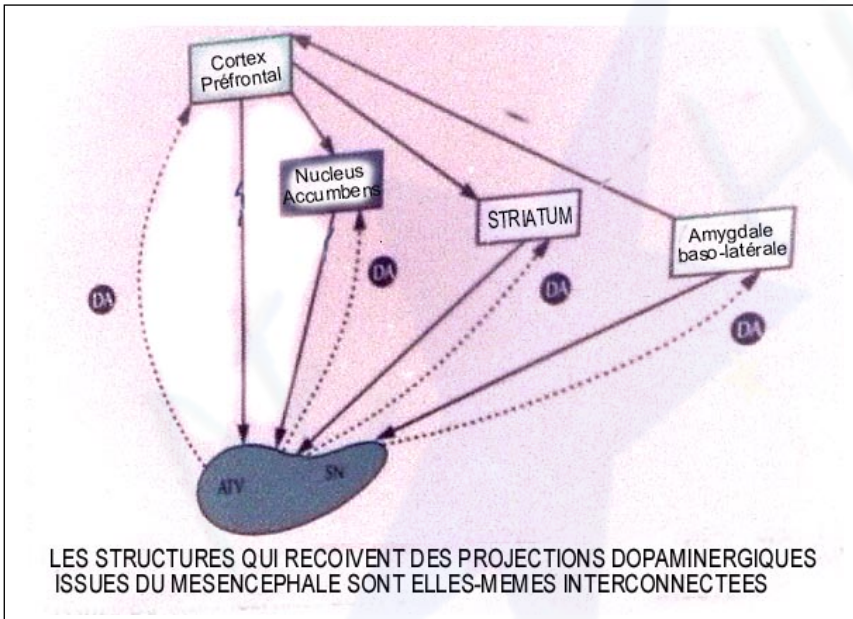 Cortex
Préfrontal
Nucleus
Accumbens
STRIATUM
Amygdale
baso-latérale
DA
DA
DA
DA
ATV
SN
LES STRUCTURES QUI RECOIVENT DES PROJECTIONS DOPAMINERGIQUES
ISSUES DU MESENCEPHALE SONT ELLES-MEMES INTERCONNECTEES